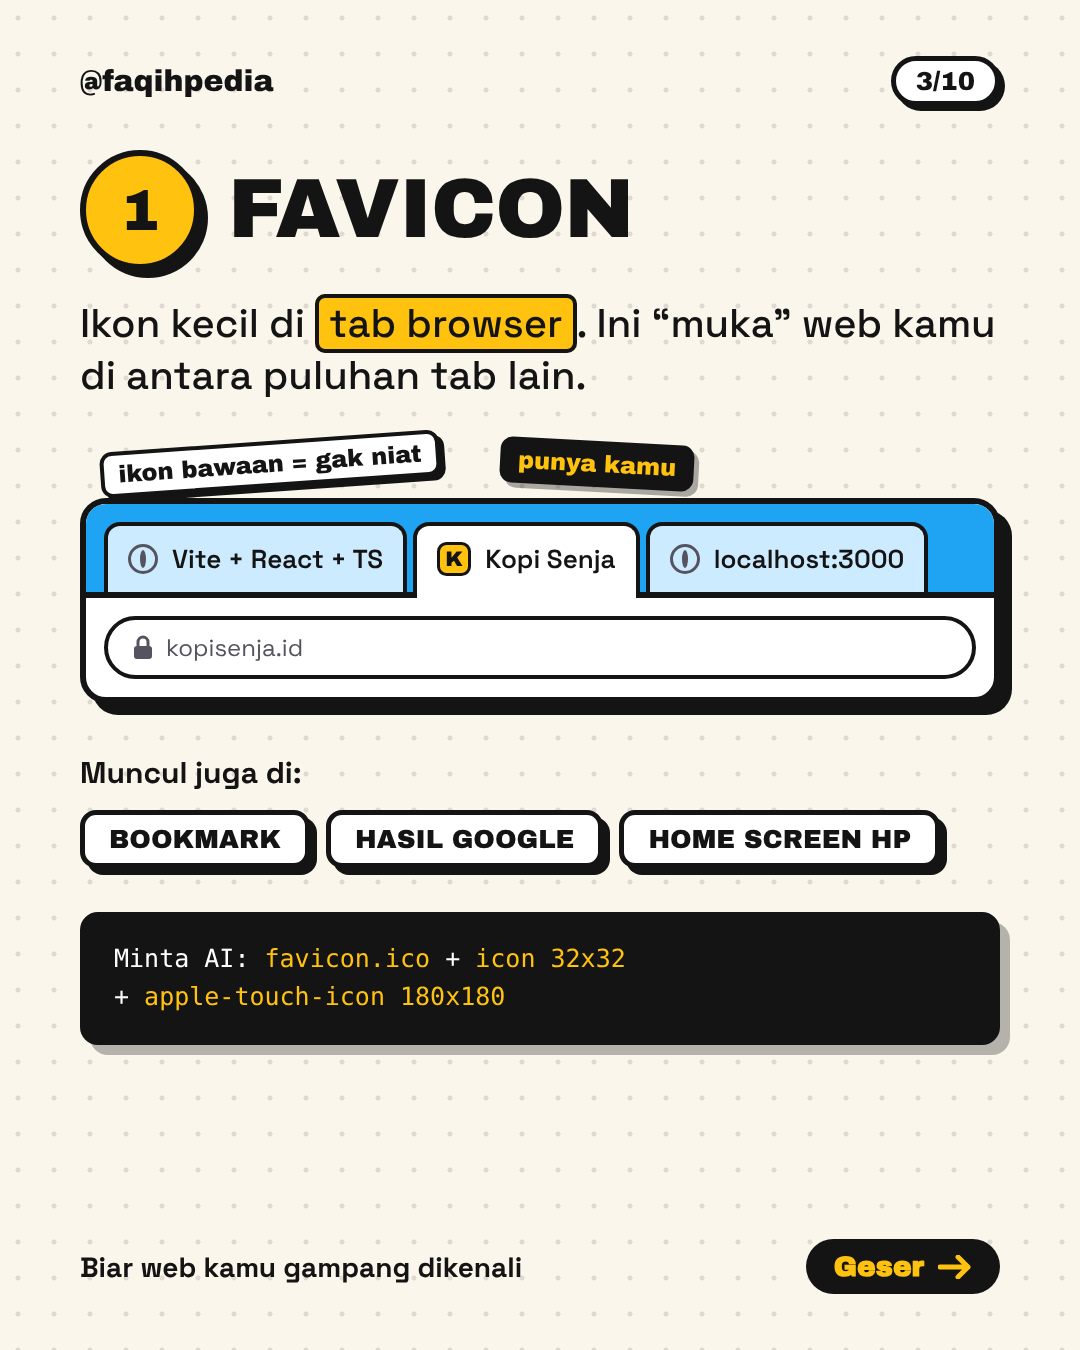 @faqihpedia
3/10
1 FAVICON
Ikon kecil di tab browser. Ini “muka” web kamu
di antara puluhan tab lain.
ikon bawaan = gak niat
punya kamu
Vite + React + TS
K Kopi Senja
localhost:3000
kopisenja.id
Muncul juga di:
BOOKMARK
HASIL GOOGLE
HOME SCREEN HP
Minta AI: favicon.ico + icon 32x32
+ apple-touch-icon 180x180
Biar web kamu gampang dikenali
Geser →